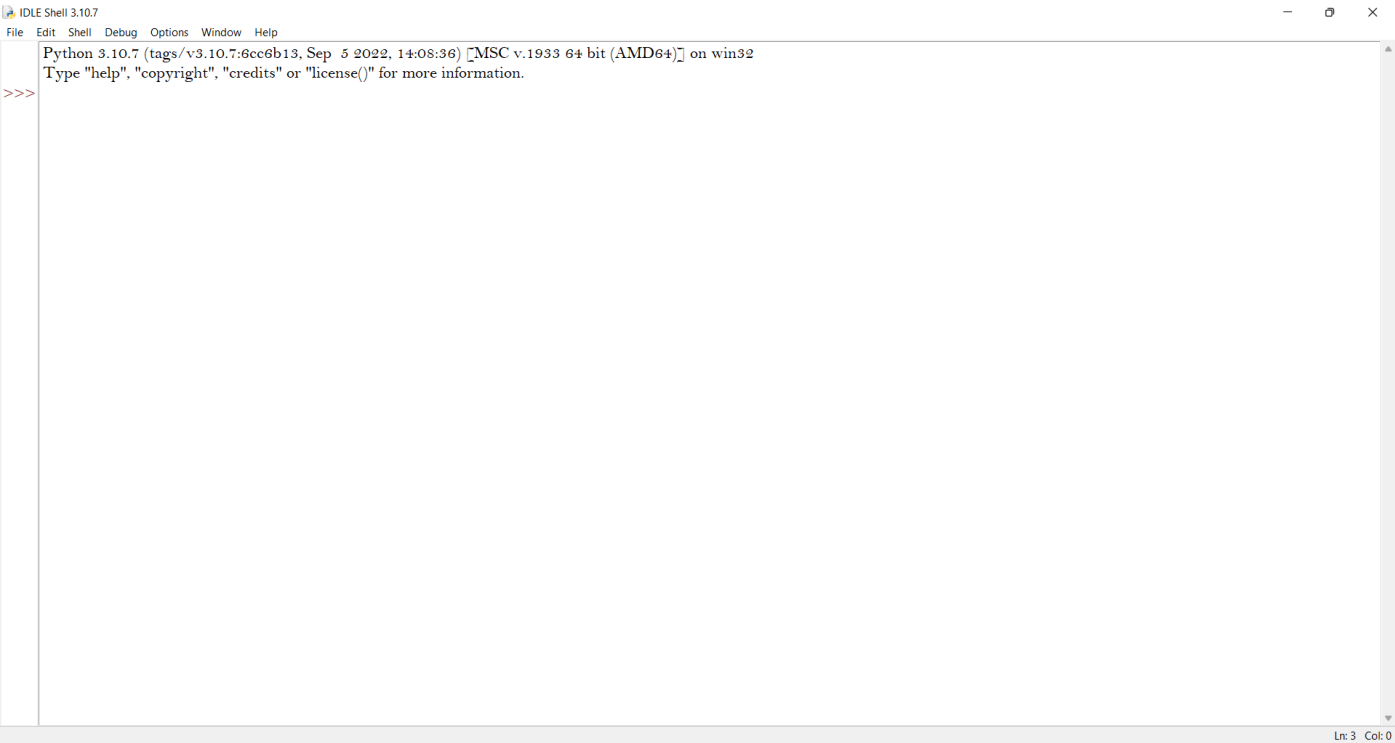 IDLE Shell 3.10.7
File Edit Shell Debug Options Window Help
Python 3.10.7 (tags/v3.10.7:6cc6b13, Sep  5 2022, 14:08:36) [MSC v.1933 64 bit (AMD64)] on win32
Type "help", "copyright", "credits" or "license()" for more information.
>>>
Ln: 3 Col: 0